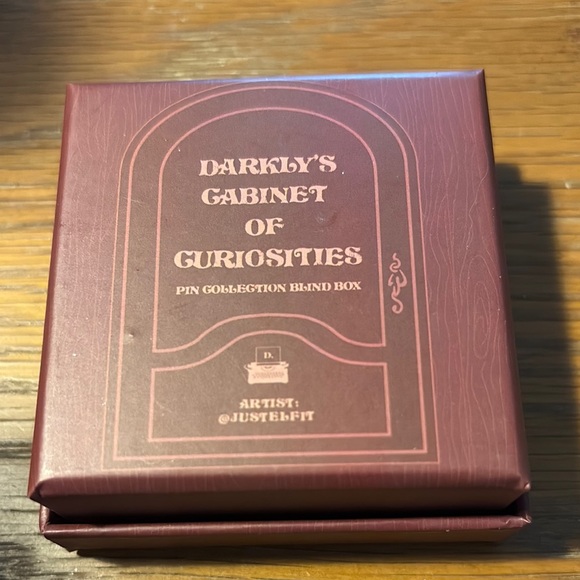 DARKLY'S
CABINET
OF
CURIOSITIES
PIN COLLECTION BLIND BOX
D.
ARTIST:
@JUSTELFIT